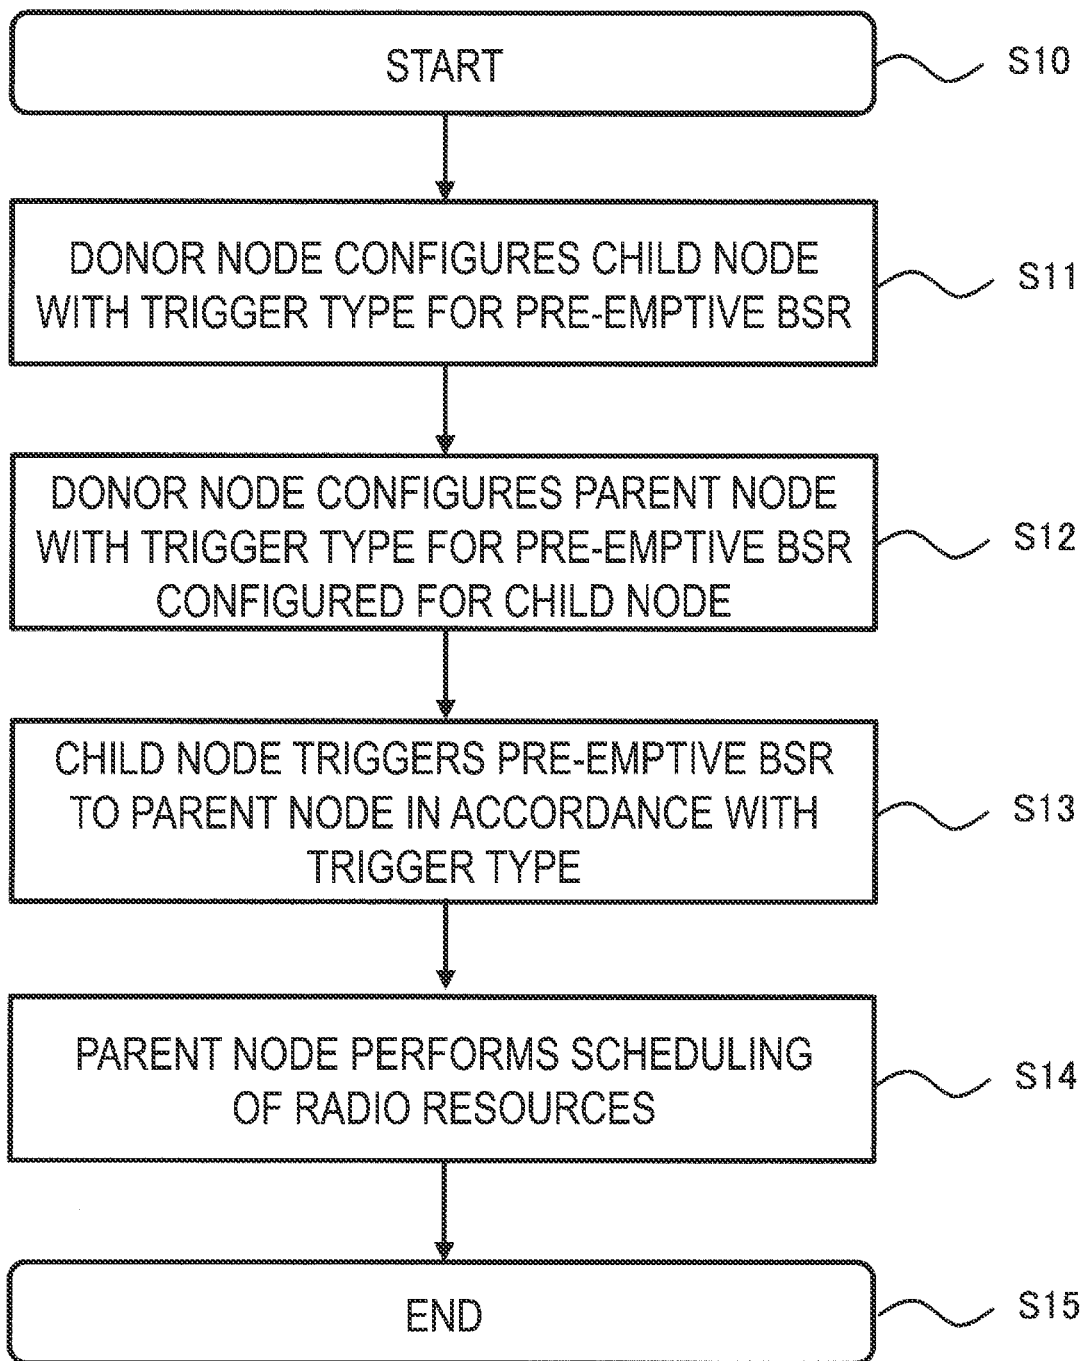 START
S10
DONOR NODE CONFIGURES CHILD NODE
WITH TRIGGER TYPE FOR PRE-EMPTIVE BSR
S11
DONOR NODE CONFIGURES PARENT NODE
WITH TRIGGER TYPE FOR PRE-EMPTIVE BSR
CONFIGURED FOR CHILD NODE
S12
CHILD NODE TRIGGERS PRE-EMPTIVE BSR
TO PARENT NODE IN ACCORDANCE WITH
TRIGGER TYPE
S13
PARENT NODE PERFORMS SCHEDULING
OF RADIO RESOURCES
S14
END
S15